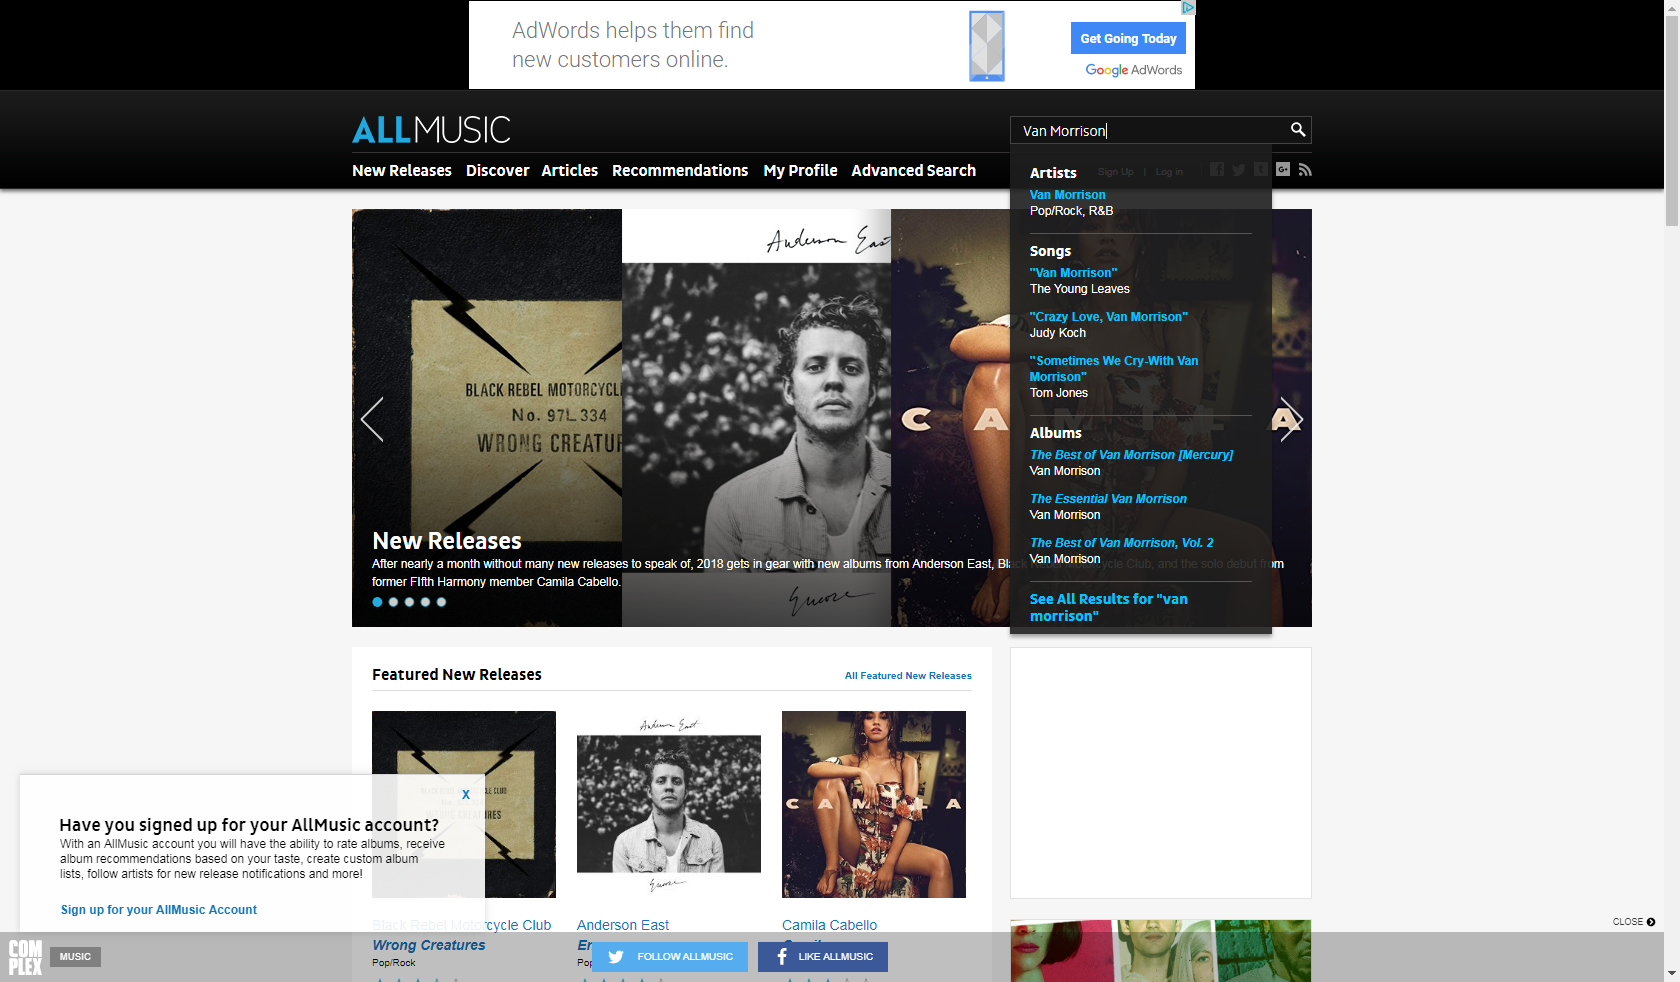 AdWords helps them find
new customers online.
Get Going Today
Google AdWords
ALLMUSIC
Van Morrison
New Releases Discover Articles Recommendations My Profile Advanced Search
Sign Up | Log in
Artists
Van Morrison
Pop/Rock, R&B
Songs
"Van Morrison"
The Young Leaves
"Crazy Love, Van Morrison"
Judy Koch
"Sometimes We Cry-With Van
Morrison"
Tom Jones
Albums
The Best of Van Morrison [Mercury]
Van Morrison
The Essential Van Morrison
Van Morrison
The Best of Van Morrison, Vol. 2
Van Morrison
See All Results for "van
morrison"
Anderson Eas
BLACK REBEL MOTORCYCL
No. 97L 334
WRONG CREATUR
CAMILA
Encore
New Releases
After nearly a month without many new releases to speak of, 2018 gets in gear with new albums from Anderson East, Black Rebel Motorcycle Club, and the solo debut from
former FIfth Harmony member Camila Cabello.
Featured New Releases
All Featured New Releases
Anderson East
Encore
CAMILA
X
Have you signed up for your AllMusic account?
With an AllMusic account you will have the ability to rate albums, receive
album recommendations based on your taste, create custom album
lists, follow artists for new release notifications and more!
Sign up for your AllMusic Account
Black Rebel Motorcycle Club
Wrong Creatures
Pop/Rock
Anderson East
Camila Cabello
CLOSE
COMPLEX
MUSIC
FOLLOW ALLMUSIC
LIKE ALLMUSIC